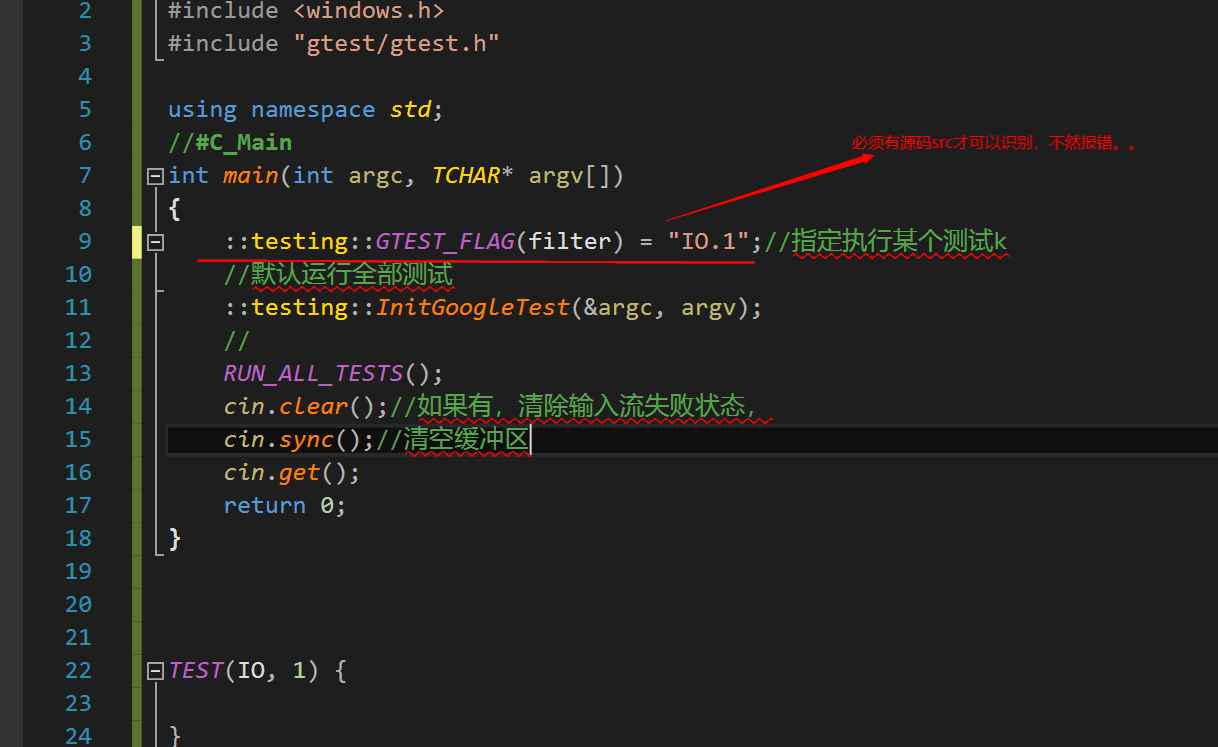 2 #include <windows.h>
3 #include "gtest/gtest.h"
4
5 using namespace std;
6 //#C_Main
必须有源码src才可以识别，不然报错。。
7 int main(int argc, TCHAR* argv[])
8 {
9 ::testing::GTEST_FLAG(filter) = "IO.1";//指定执行某个测试k
10 //默认运行全部测试
11 ::testing::InitGoogleTest(&argc, argv);
12 //
13 RUN_ALL_TESTS();
14 cin.clear();//如果有，清除输入流失败状态，
15 cin.sync();//清空缓冲区
16 cin.get();
17 return 0;
18 }
19
20
21
22 TEST(IO, 1) {
23
24 }